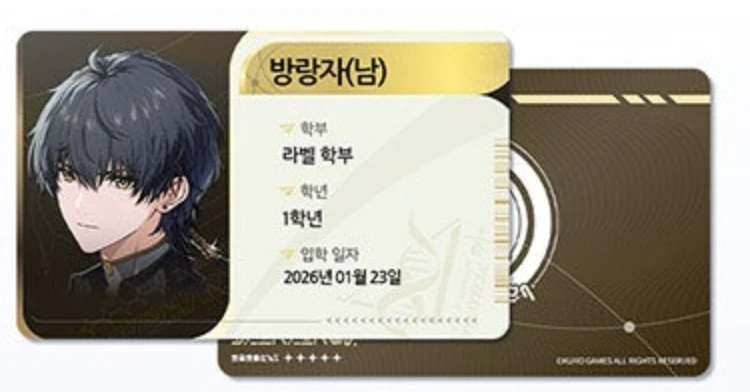 방랑자(남)
학부
라벨 학부
학년
1학년
입학 일자
2026년 01월 23일
©KURO GAMES ALL RIGHTS RESERVED